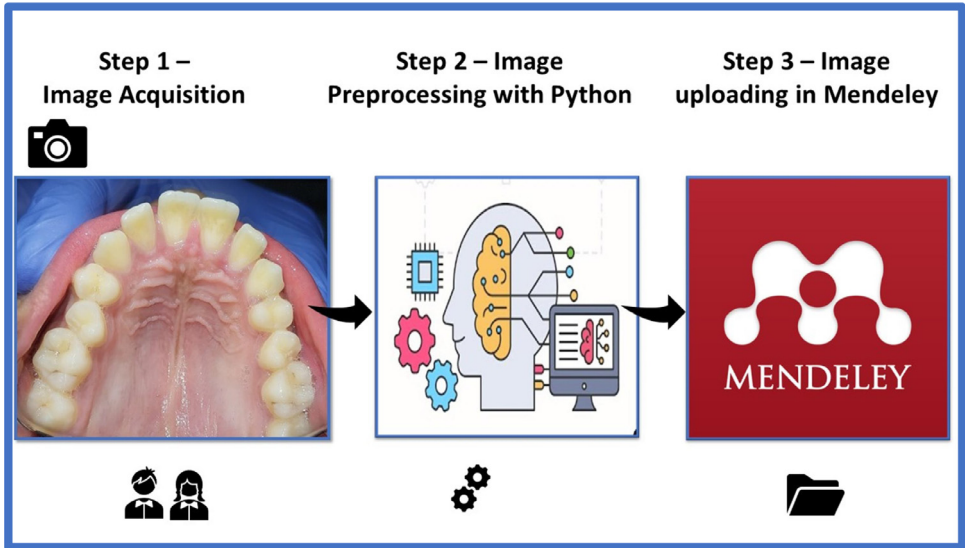 Step 1 –
Image Acquisition
Step 2 – Image
Preprocessing with Python
Step 3 – Image
uploading in Mendeley
MENDELEY